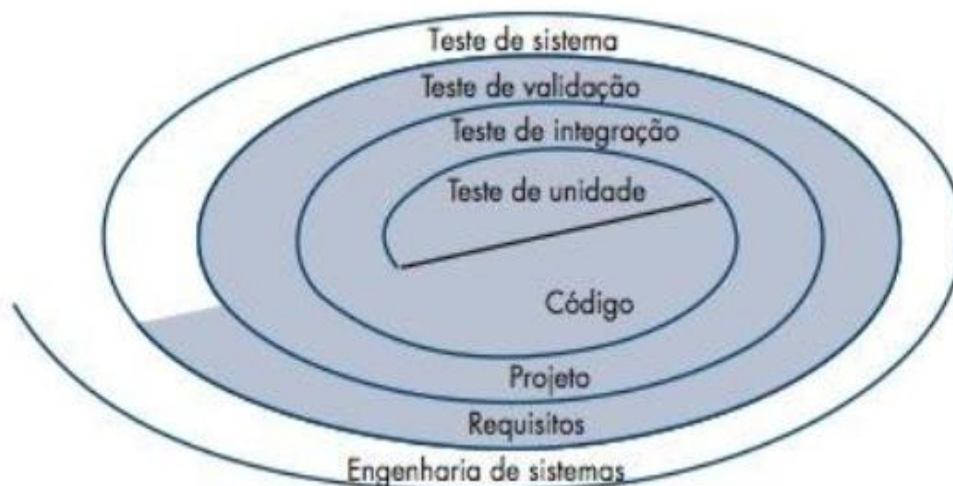 Teste de sistema
Teste de validação
Teste de integração
Teste de unidade
Código
Projeto
Requisitos
Engenharia de sistemas